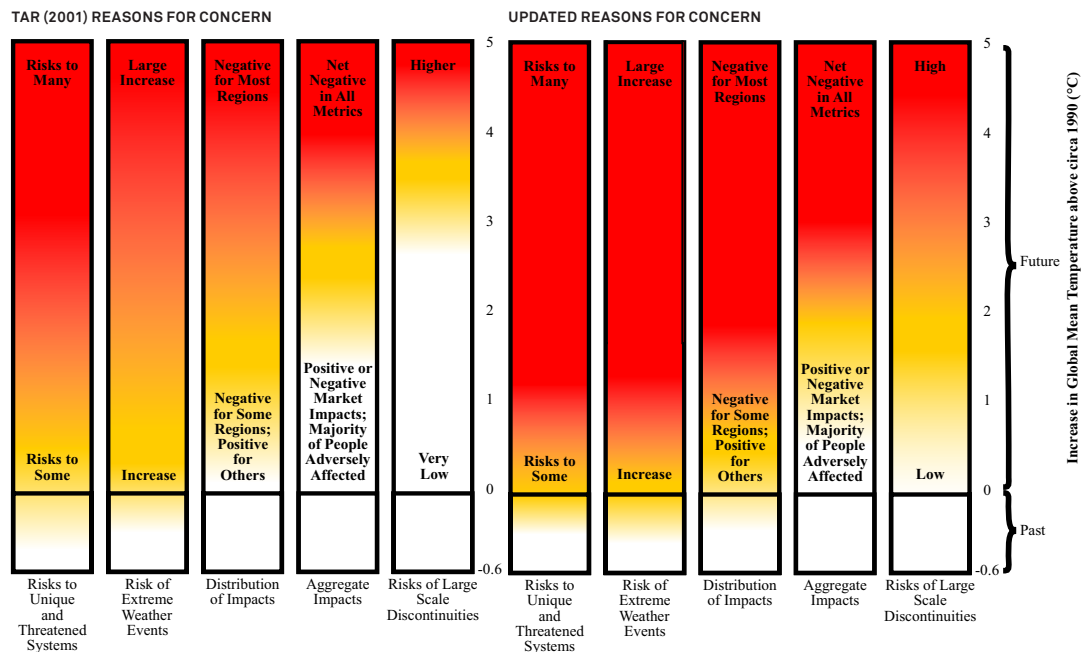 TAR (2001) REASONS FOR CONCERN
Risks to
Many
Risks to
Some
Risks to
Unique
and
Threatened
Systems
Large
Increase
Increase
Risk of
Extreme
Weather
Events
Negative
for Most
Regions
Negative
for Some
Regions;
Positive
for
Others
Distribution
of Impacts
Net
Negative
in All
Metrics
Positive or
Negative
Market
Impacts;
Majority
of People
Adversely
Affected
Aggregate
Impacts
Higher
Very
Low
Risks of Large
Scale
Discontinuities
5
4
3
2
1
0
-0.6
UPDATED REASONS FOR CONCERN
Risks to
Many
Risks to
Some
Risks to
Unique
and
Threatened
Systems
Large
Increase
Increase
Risk of
Extreme
Weather
Events
Negative
for Most
Regions
Negative
for Some
Regions;
Positive
for
Others
Distribution
of Impacts
Net
Negative
in All
Metrics
Positive or
Negative
Market
Impacts;
Majority
of People
Adversely
Affected
Aggregate
Impacts
High
Low
Risks of Large
Scale
Discontinuities
5
4
3
2
1
0
-0.6
Future
Past
Increase in Global Mean Temperature above circa 1990 (°C)